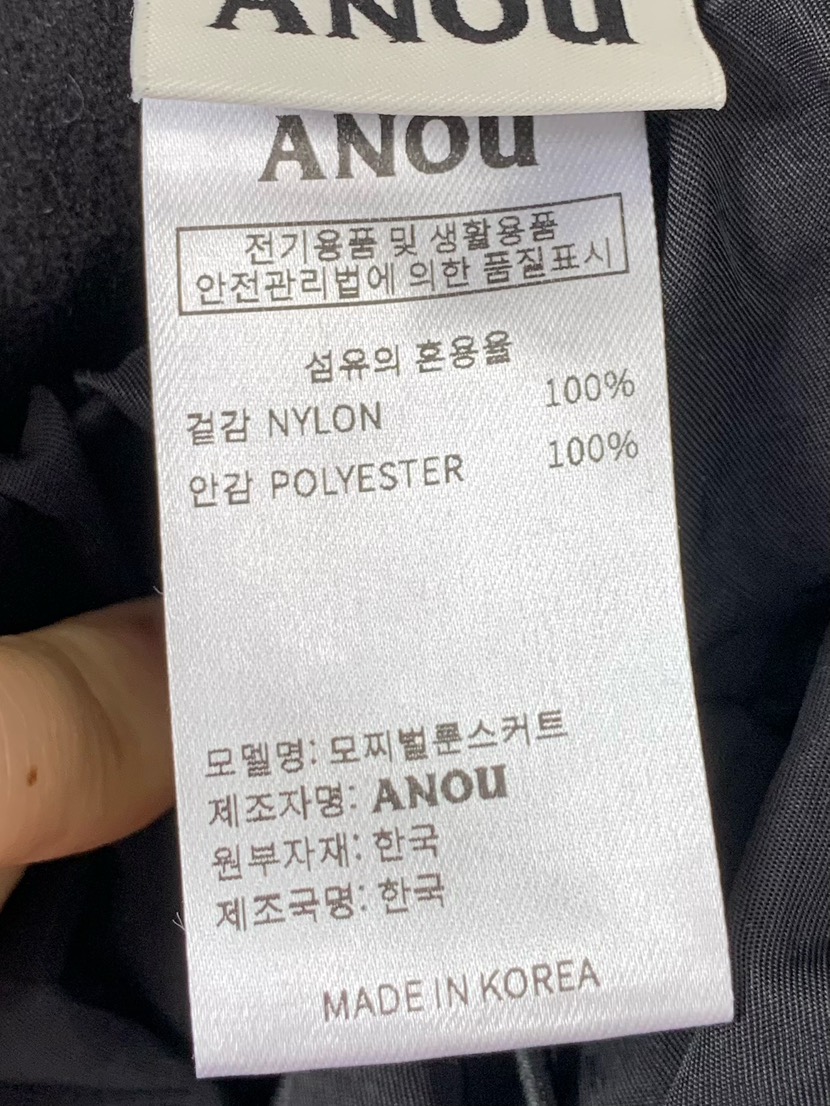 ANOU
ANOU
전기용품 및 생활용품
안전관리법에 의한 품질표시
섬유의 혼용율
겉감 NYLON 100%
안감 POLYESTER 100%
모델명: 모찌벌룬스커트
제조자명: ANOU
원부자재: 한국
제조국명: 한국
MADE IN KOREA